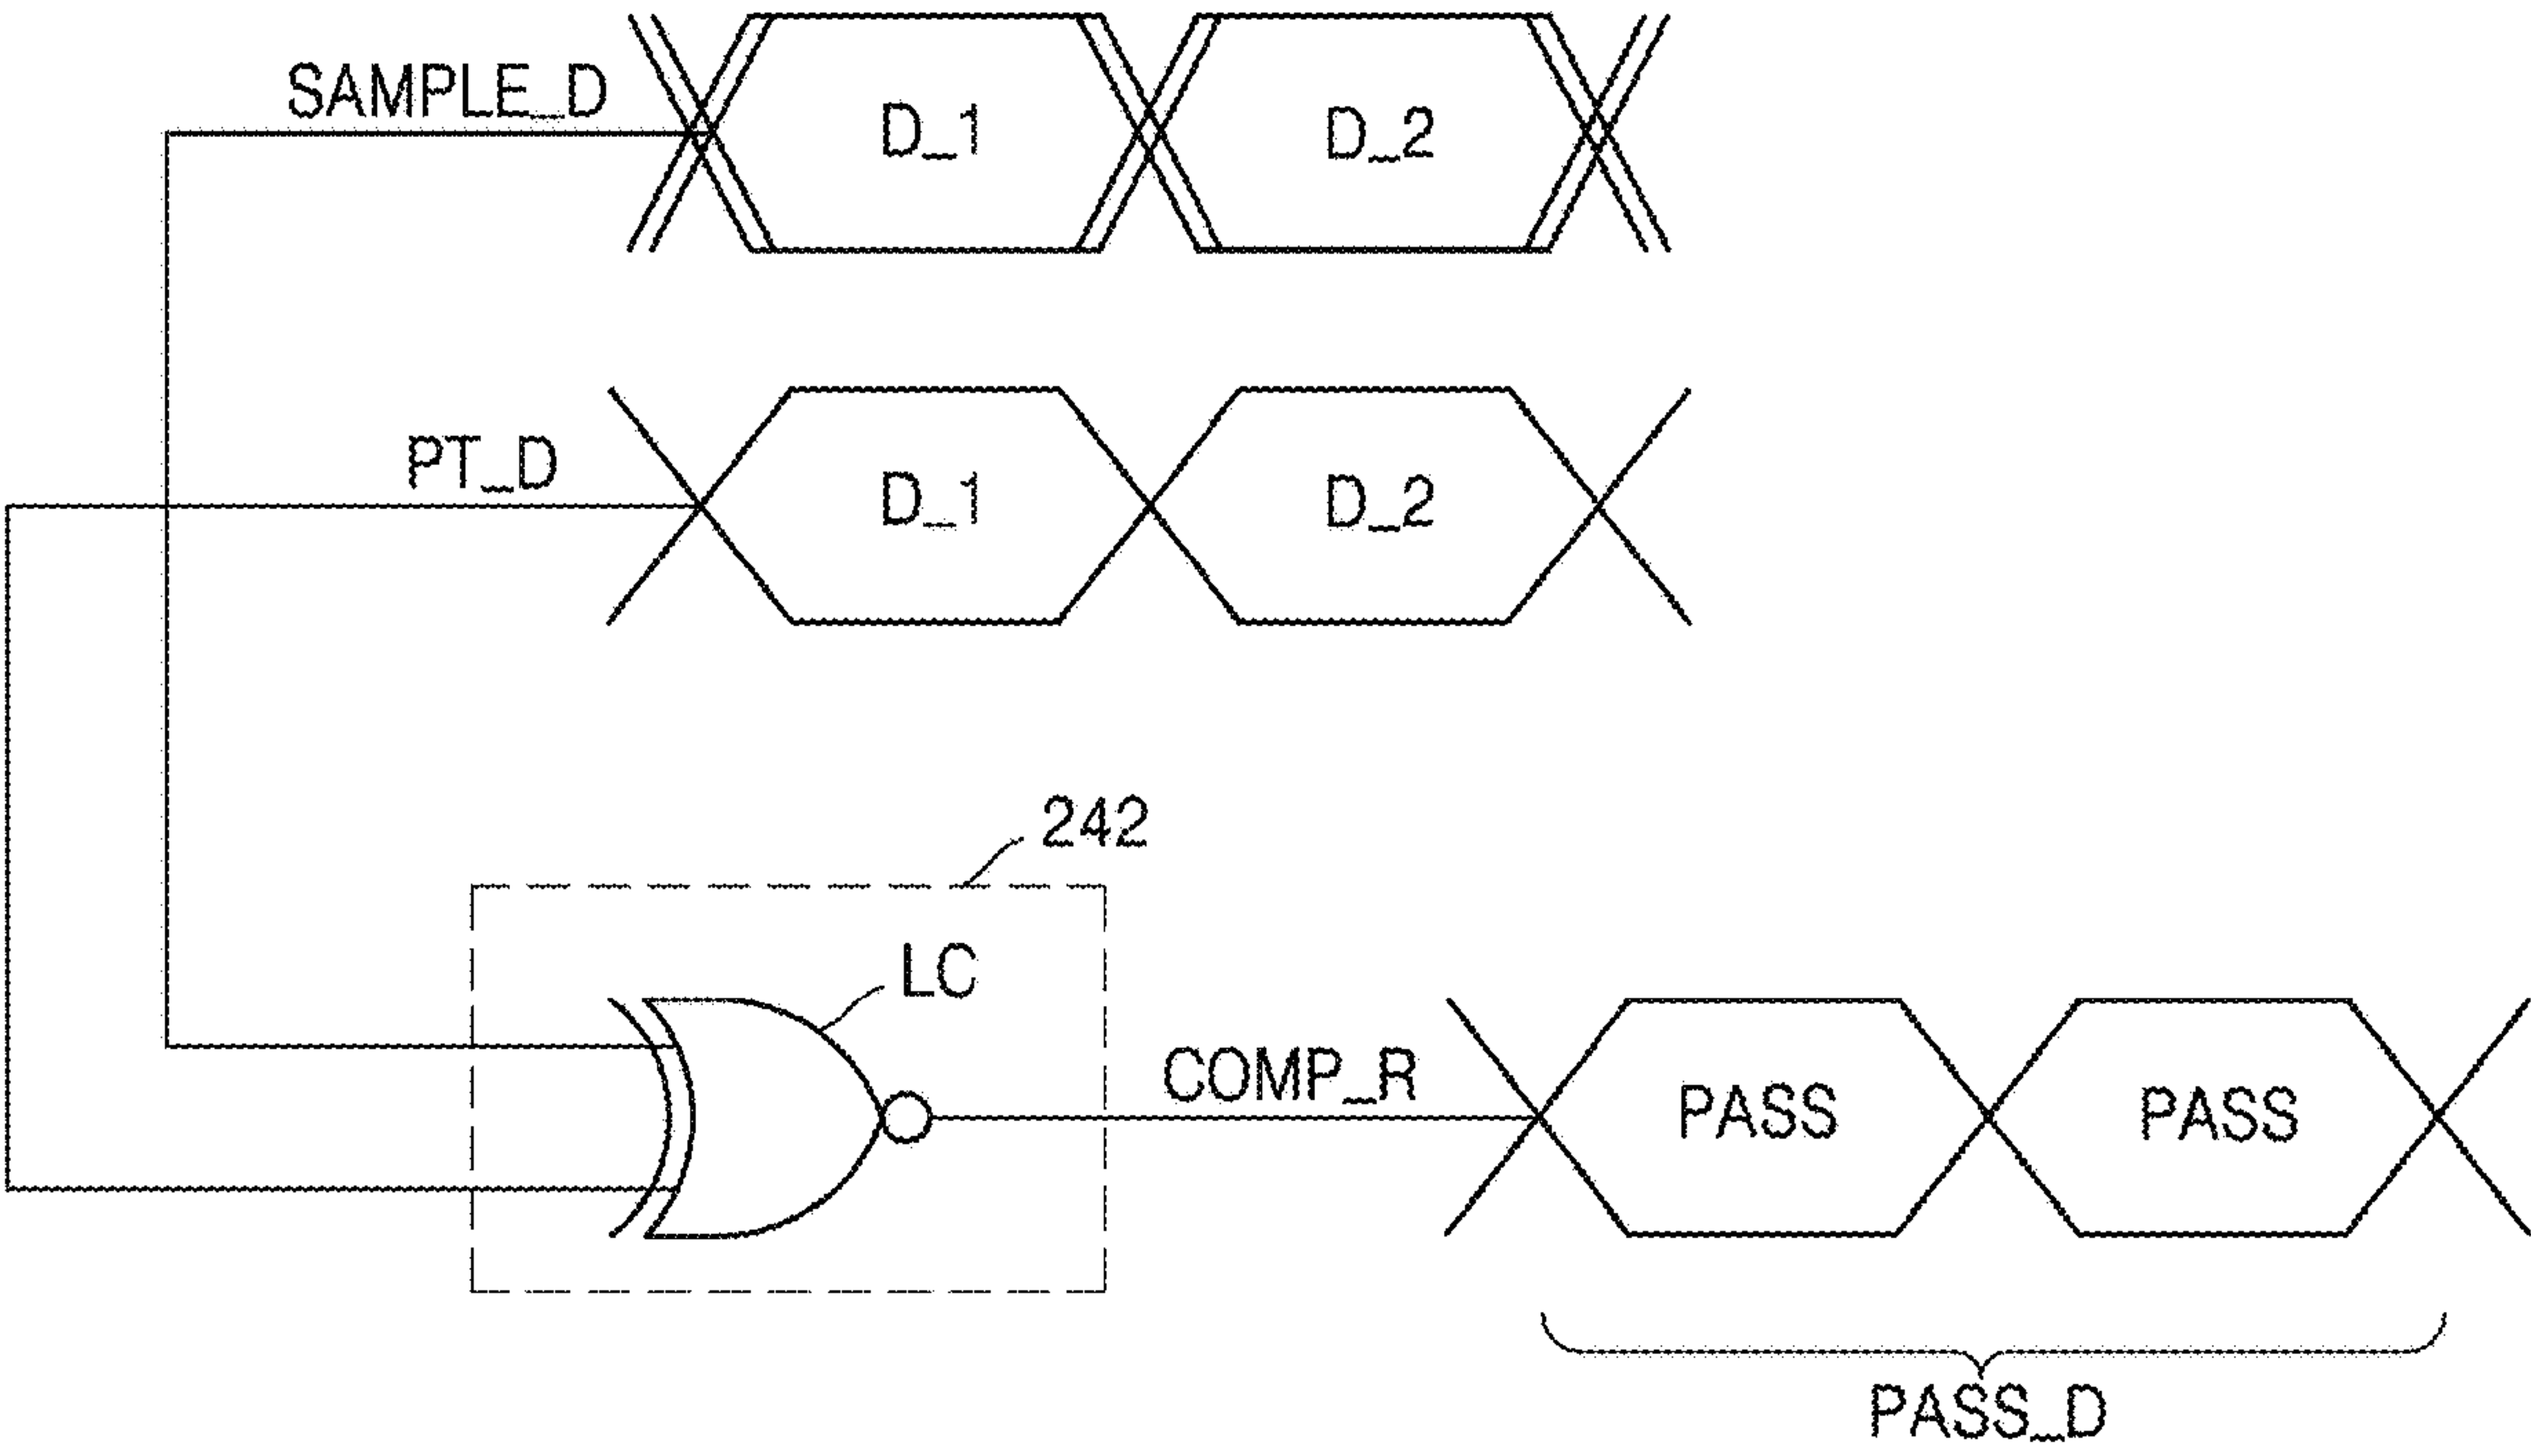 SAMPLE_D
D_1
D_2
PT_D
D_1
D_2
242
LC
COMP_R
PASS
PASS
PASS_D